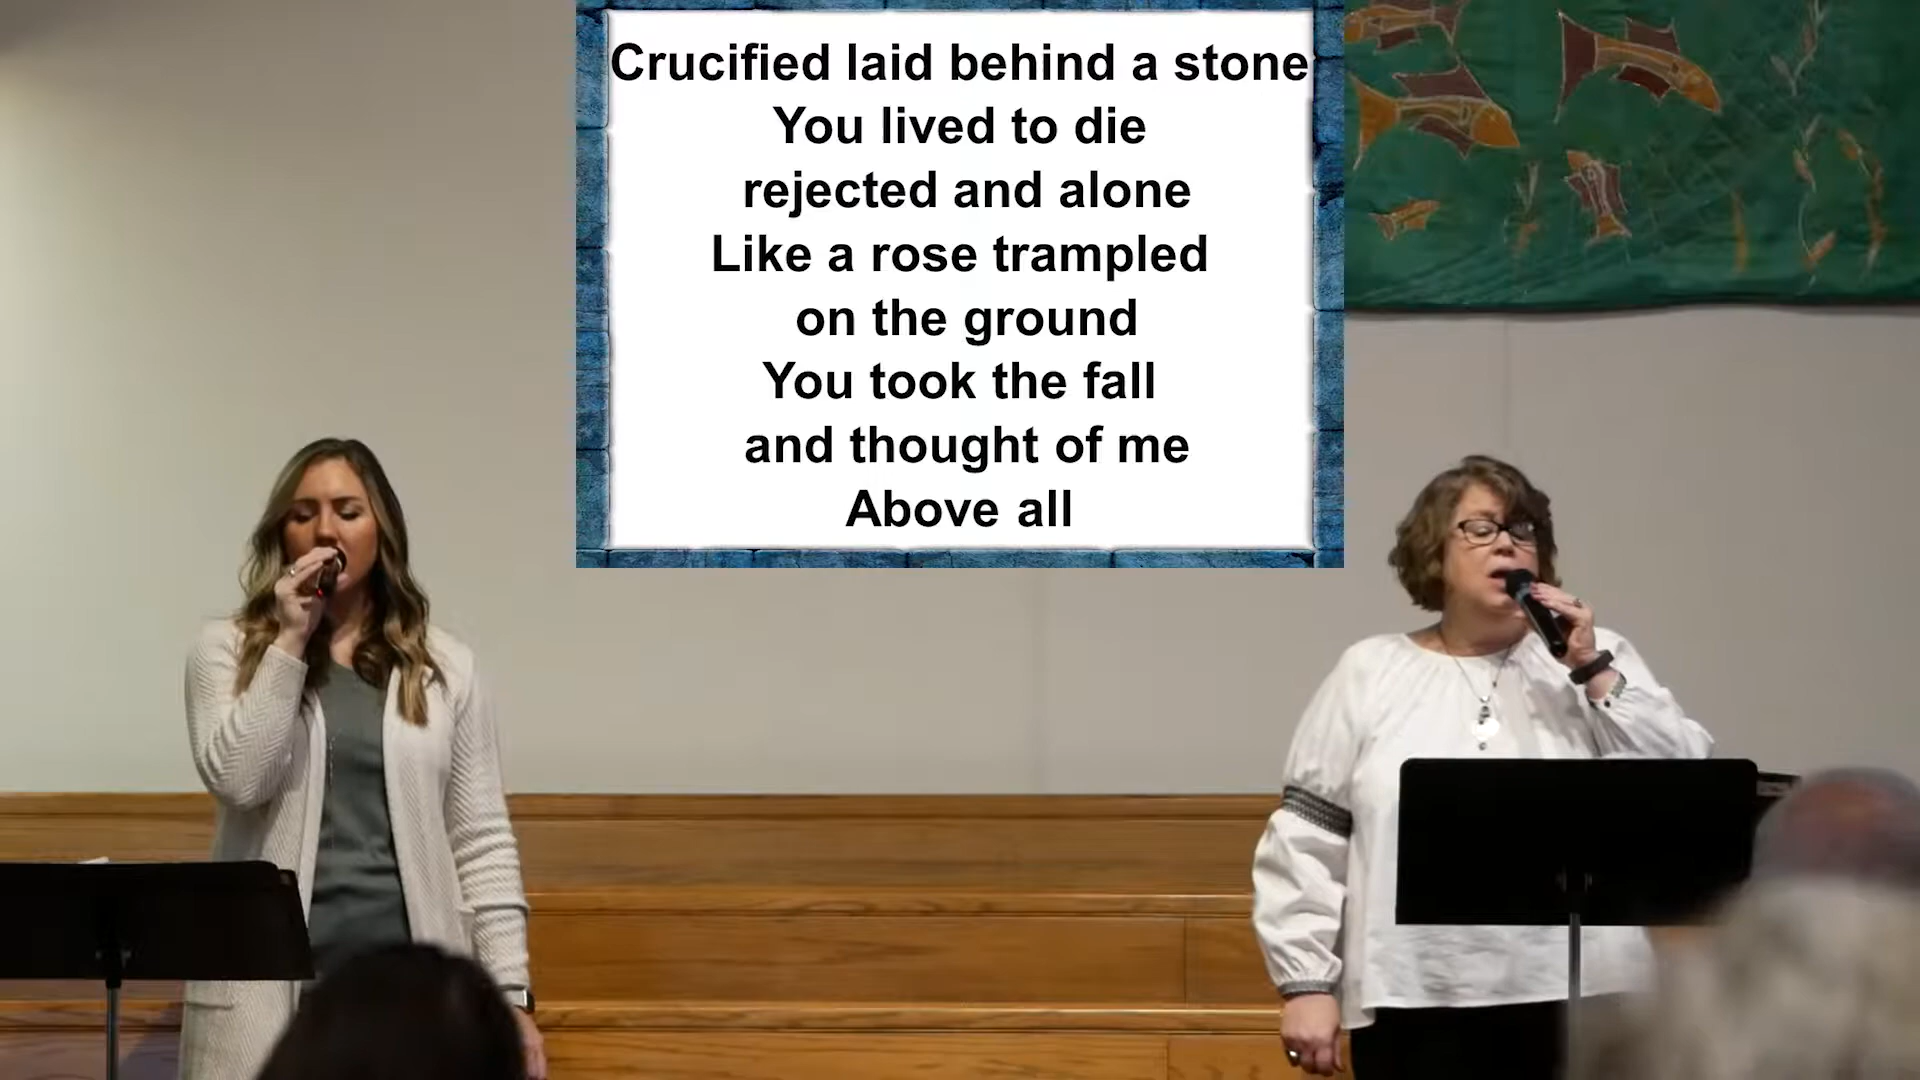 Crucified laid behind a stone
You lived to die
rejected and alone
Like a rose trampled
on the ground
You took the fall
and thought of me
Above all